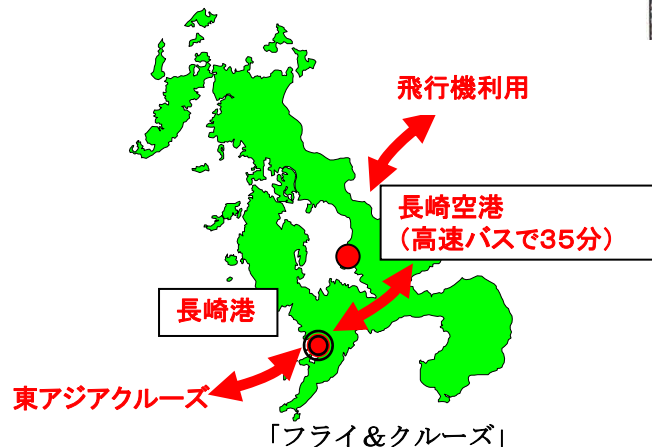 飛行機利用
長崎空港
（高速バスで35分）
長崎港
東アジアクルーズ
「フライ&クルーズ」